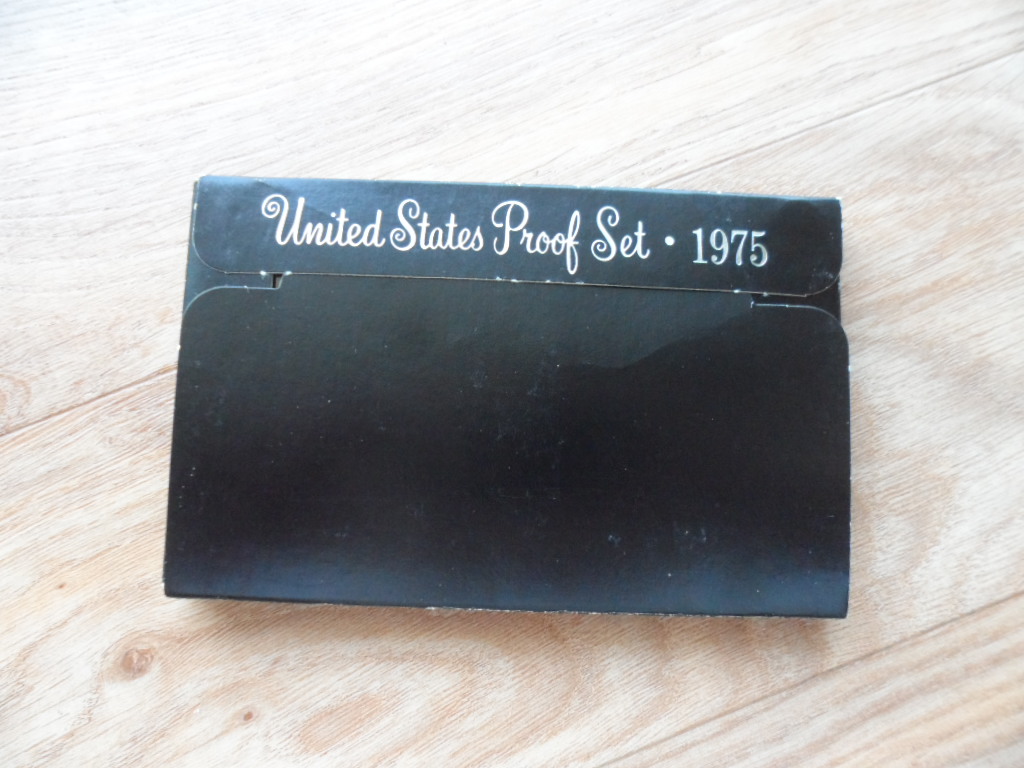 United States Proof Set • 1975